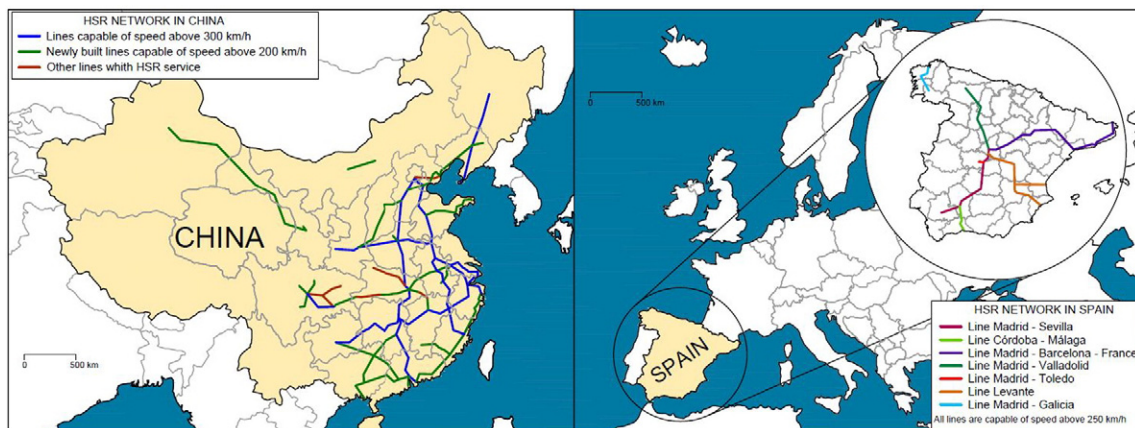 HSR NETWORK IN CHINA
Lines capable of speed above 300 km/h
Newly built lines capable of speed above 200 km/h
Other lines whith HSR service
CHINA
0 500 km
0 500 km
SPAIN
HSR NETWORK IN SPAIN
Line Madrid - Sevilla
Line Córdoba - Málaga
Line Madrid - Barcelona - France
Line Madrid - Valladolid
Line Madrid - Toledo
Line Levante
Line Madrid - Galicia
All lines are capable of speed above 250 km/h